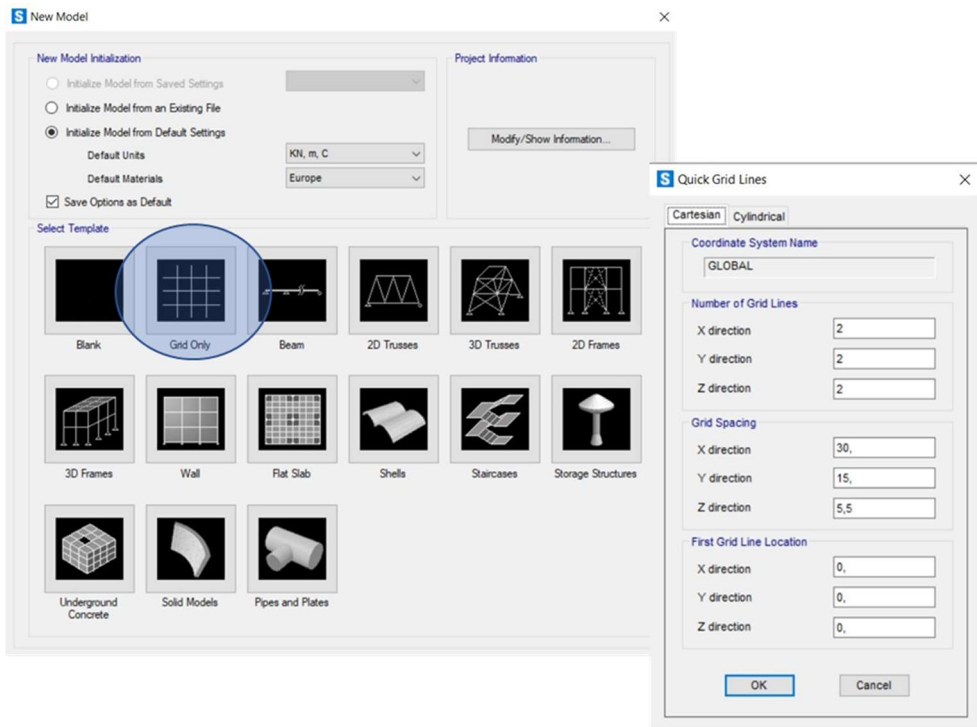 New Model
New Model Initialization
Initialize Model from Saved Settings
Initialize Model from an Existing File
Initialize Model from Default Settings
Default Units
KN, m, C
Default Materials
Europe
Save Options as Default
Project Information
Modify/Show Information...
Select Template
Blank
Grid Only
Beam
2D Trusses
3D Trusses
2D Frames
3D Frames
Wall
Flat Slab
Shells
Staircases
Storage Structures
Underground
Concrete
Solid Models
Pipes and Plates
S Quick Grid Lines
Cartesian
Cylindrical
Coordinate System Name
GLOBAL
Number of Grid Lines
X direction
2
Y direction
2
Z direction
2
Grid Spacing
X direction
30,
Y direction
15,
Z direction
5,5
First Grid Line Location
X direction
0,
Y direction
0,
Z direction
0,
OK
Cancel